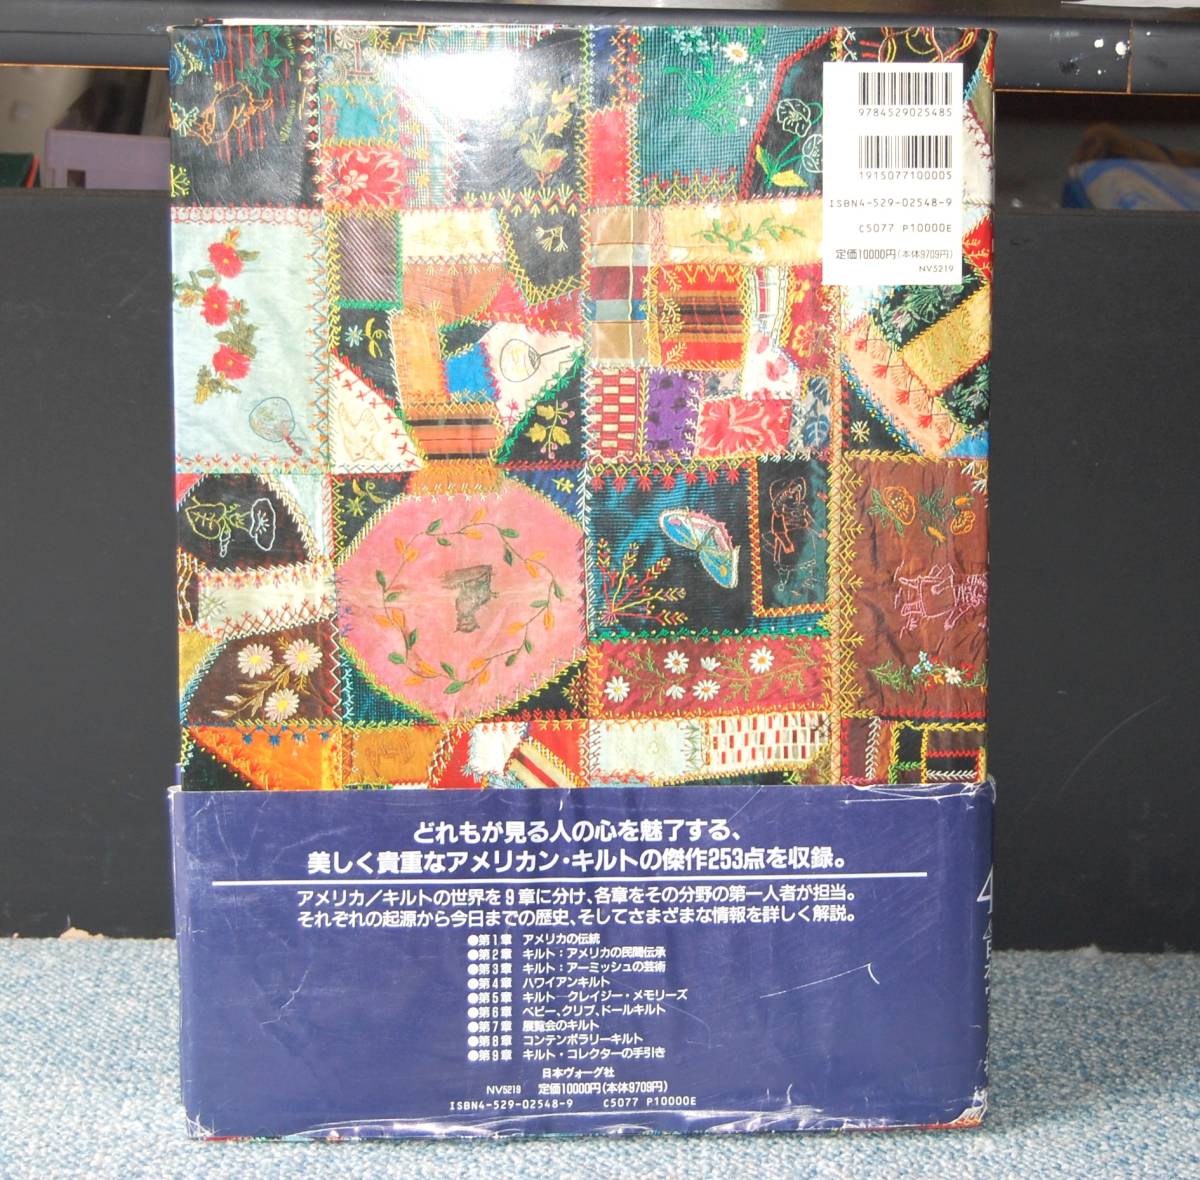 9784529025485
1915077100005
ISBN4-529-02548-9
C5077 P10000E
定価10000円(本体9709円)
NV5219
どれもが見る人の心を魅了する、
美しく貴重なアメリカン・キルトの傑作253点を収録。
アメリカ/キルトの世界を9章に分け、各章をその分野の第一人者が担当。
それぞれの起源から今日までの歴史、そしてさまざまな情報を詳しく解説。
●第1章 アメリカの伝統
●第2章 キルト:アメリカの民間伝承
●第3章 キルト:アーミッシュの芸術
●第4章 ハワイアンキルト
●第5章 キルト クレイジー・メモリーズ
●第6章 ベビー、クリブ、ドールキルト
●第7章 展覧会のキルト
●第8章 コンテンポラリーキルト
●第9章 キルト・コレクターの手引き
日本ヴォーグ社
NV5219 定価10000円(本体9709円)
ISBN4-529-02548-9 C5077 P10000E